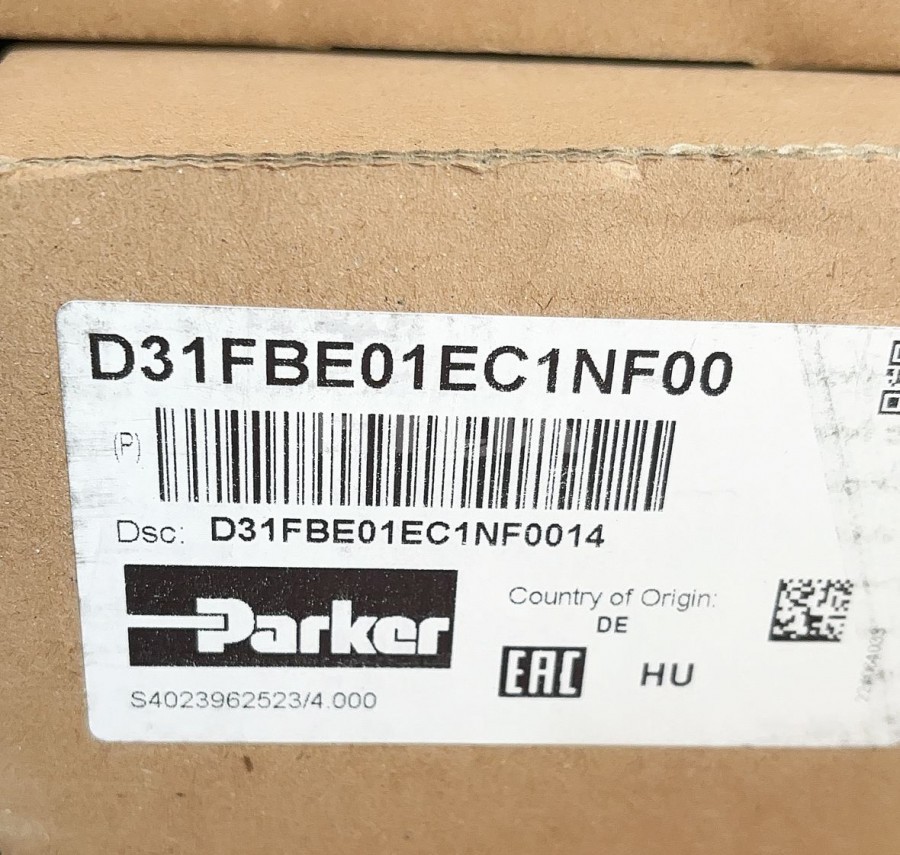 D31FBE01EC1NF00
(P)
Dsc: D31FBE01EC1NF0014
Parker
Country of Origin:
DE
EAC HU
S4023962523/4.000